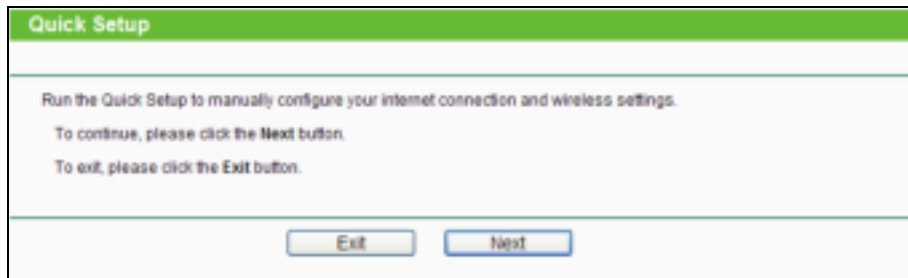 Quick Setup
Run the Quick Setup to manually configure your internet connection and wireless settings.
To continue, please click the Next button.
To exit, please click the Exit button.
Exit Next